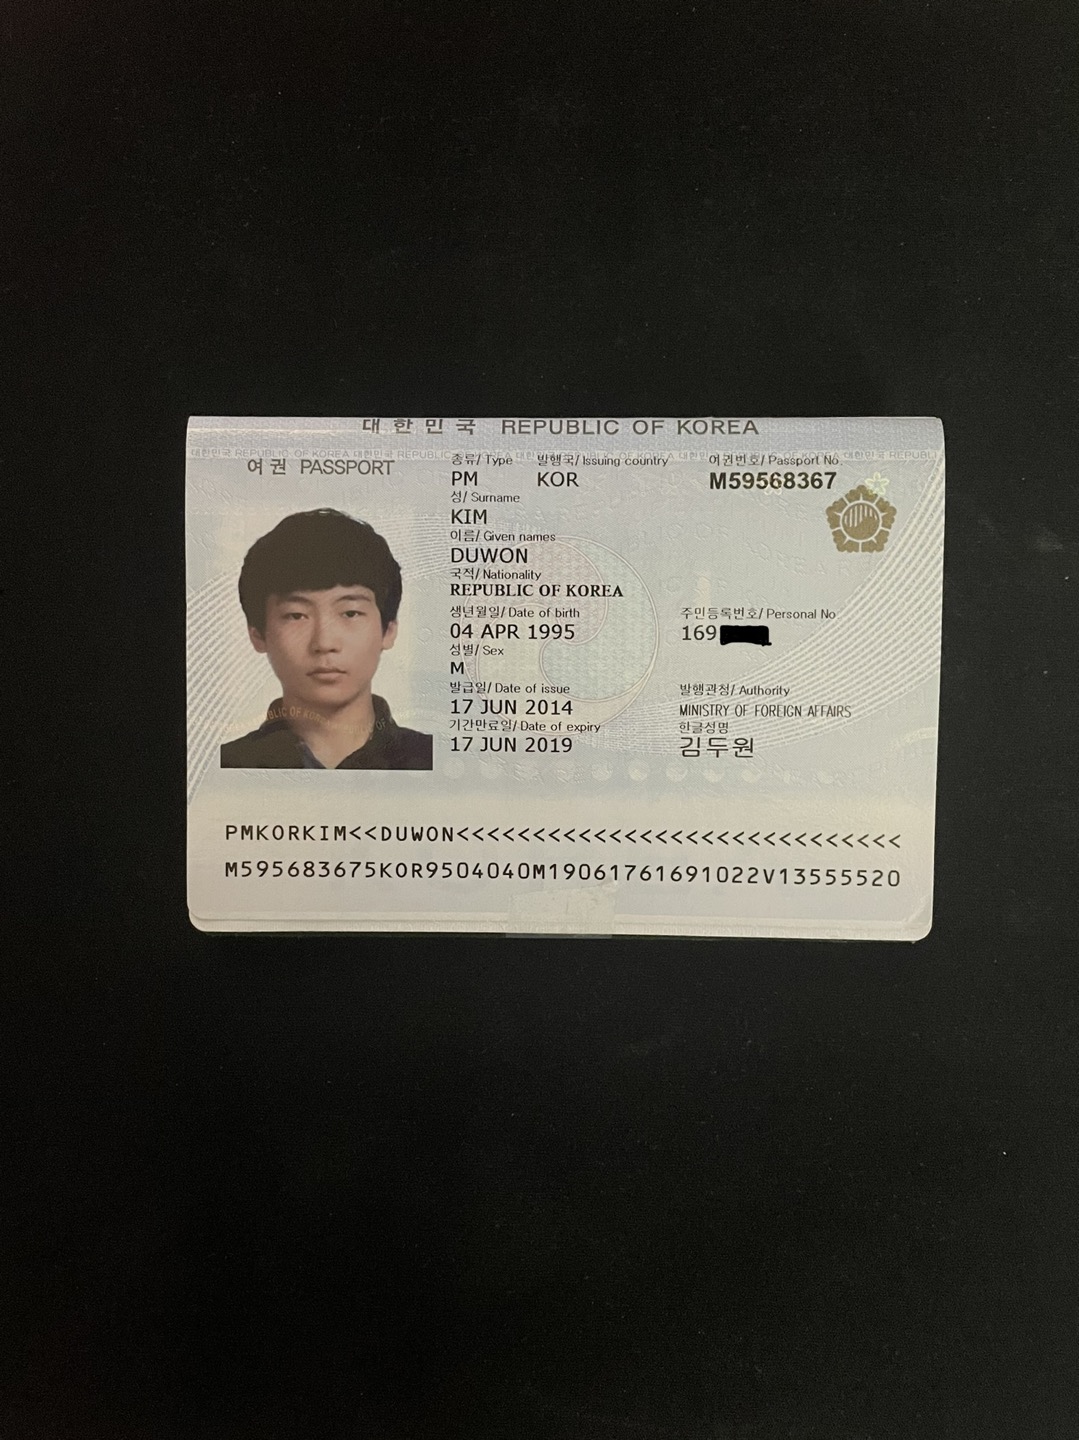 대한민국 REPUBLIC OF KOREA
여권 PASSPORT
종류/ Type 발행국/ Issuing country 여권번호/ Passport No.
PM KOR M59568367
성/ Surname
KIM
이름/ Given names
DUWON
국적/ Nationality
REPUBLIC OF KOREA
생년월일/ Date of birth 주민등록번호/ Personal No
04 APR 1995 169
성별/ Sex
M
발급일/ Date of issue 발행관청/ Authority
17 JUN 2014 MINISTRY OF FOREIGN AFFAIRS
기간만료일/ Date of expiry 한글성명
17 JUN 2019 김두원
PMKORKIM<<DUWON<<<<<<<<<<<<<<<<<<<<<<<<<<<<<
M595683675KOR9504040M19061761691022V13555520